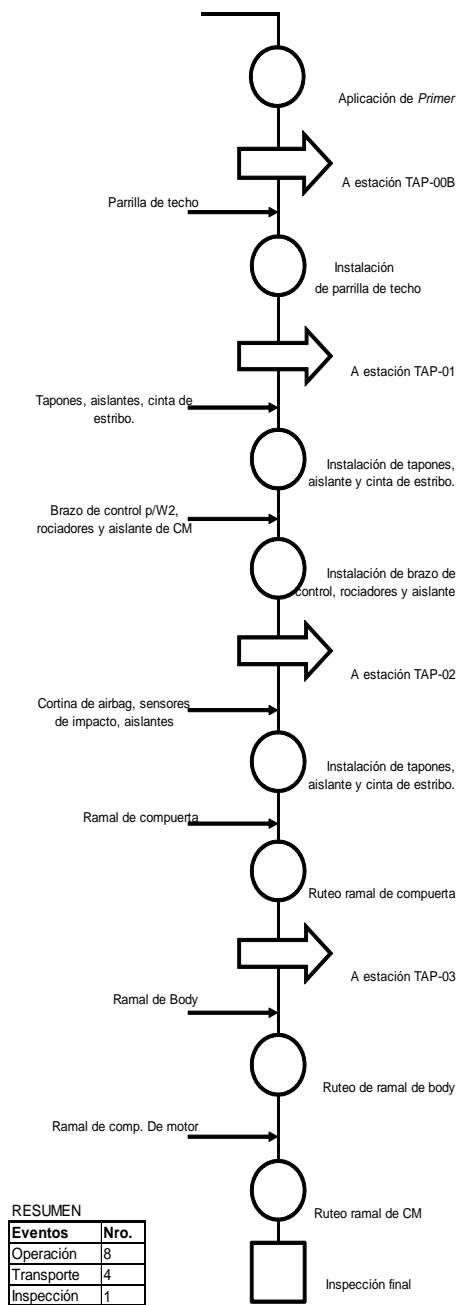 Aplicación de Primer
A estación TAP-00B
Parrilla de techo
Instalación
de parrilla de techo
A estación TAP-01
Tapones, aislantes, cinta de
estribo.
Instalación de tapones,
aislante y cinta de estribo.
Brazo de control p/W2,
rociadores y aislante de CM
Instalación de brazo de
control, rociadores y aislante
A estación TAP-02
Cortina de airbag, sensores
de impacto, aislantes
Instalación de tapones,
aislante y cinta de estribo.
Ramal de compuerta
Ruteo ramal de compuerta
A estación TAP-03
Ramal de Body
Ruteo de ramal de body
Ramal de comp. De motor
Ruteo ramal de CM
Inspección final
RESUMEN
Eventos Nro.
Operación 8
Transporte 4
Inspección 1